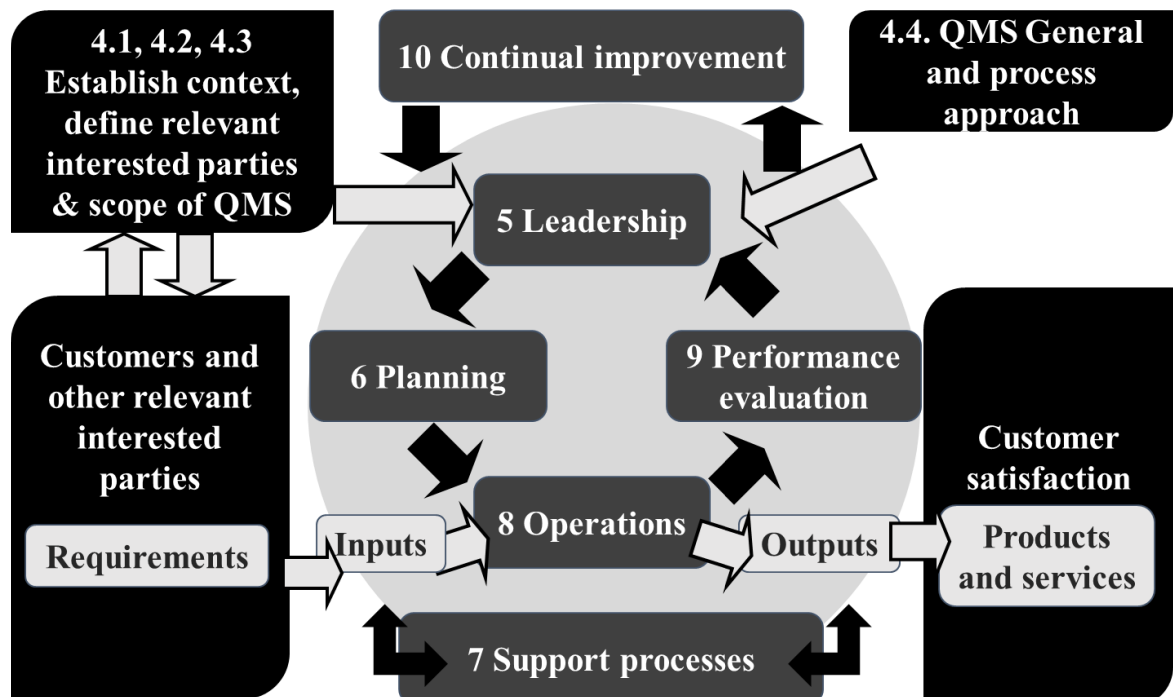 4.1, 4.2, 4.3
Establish context,
define relevant
interested parties
& scope of QMS
10 Continual improvement
4.4. QMS General
and process
approach
5 Leadership
Customers and
other relevant
interested
parties
6 Planning
9 Performance
evaluation
Customer
satisfaction
Requirements
Inputs
8 Operations
Outputs
Products
and services
7 Support processes